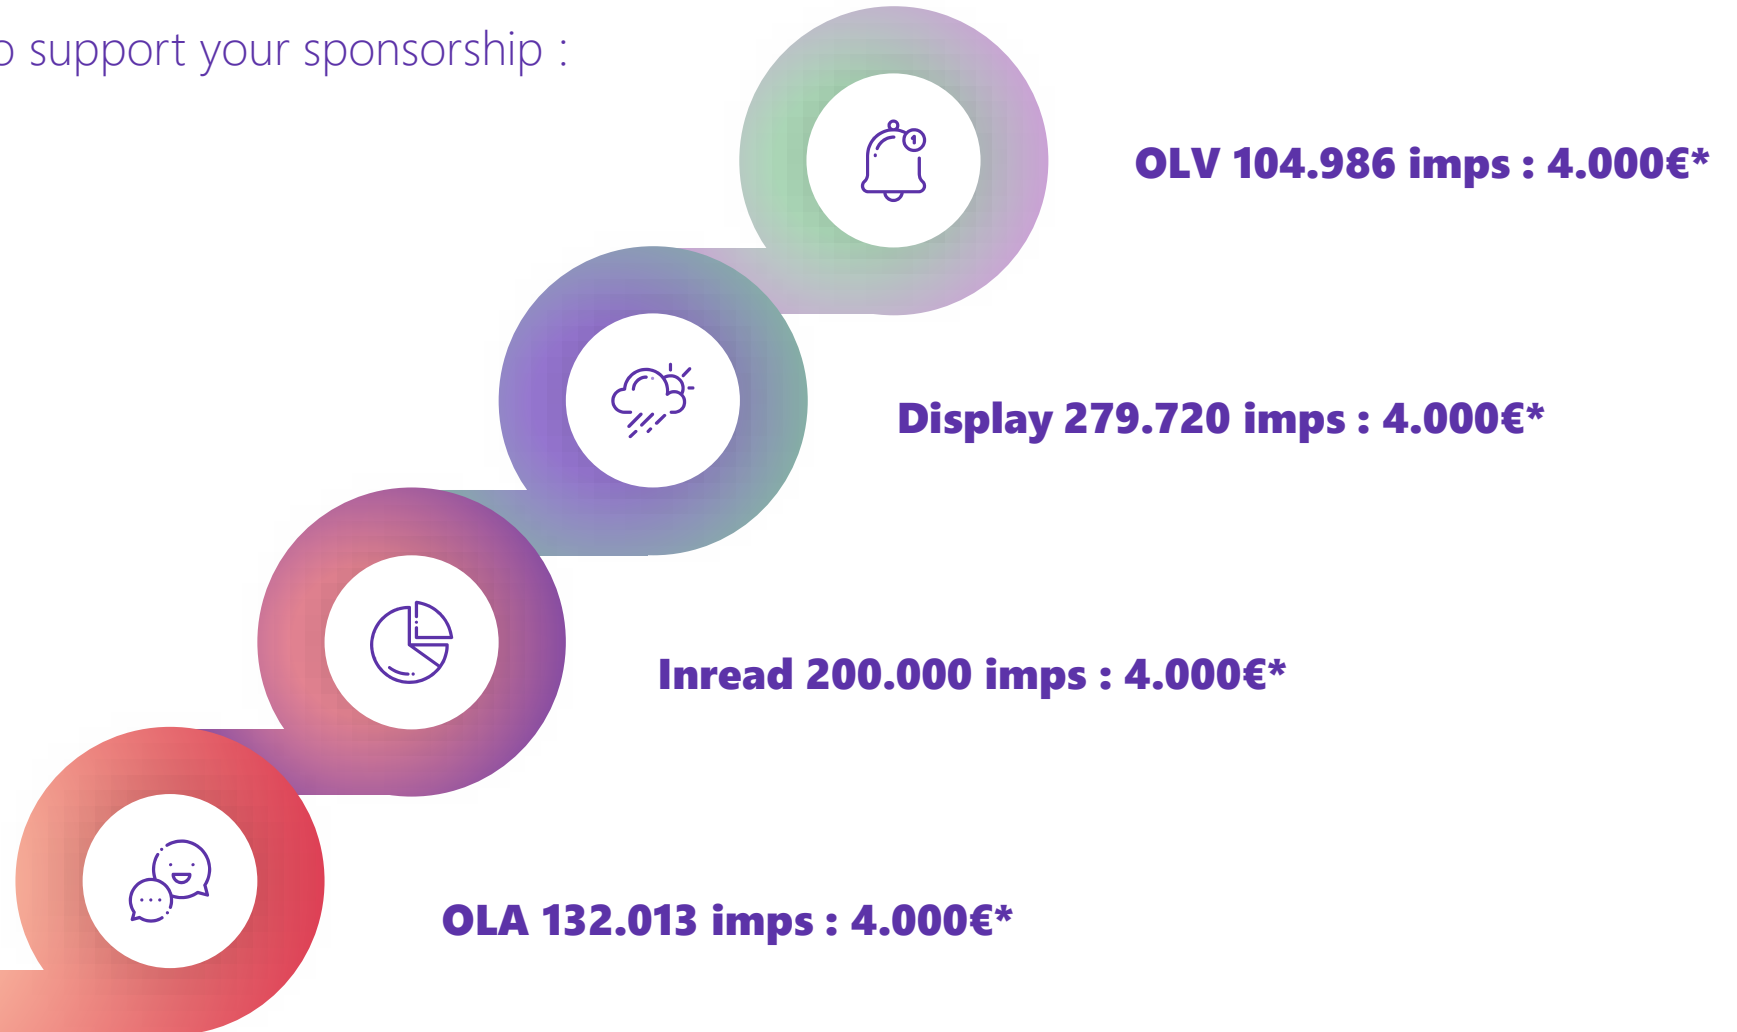 o support your sponsorship :
OLV 104.986 imps : 4.000€*
Display 279.720 imps : 4.000€*
Inread 200.000 imps : 4.000€*
OLA 132.013 imps : 4.000€*